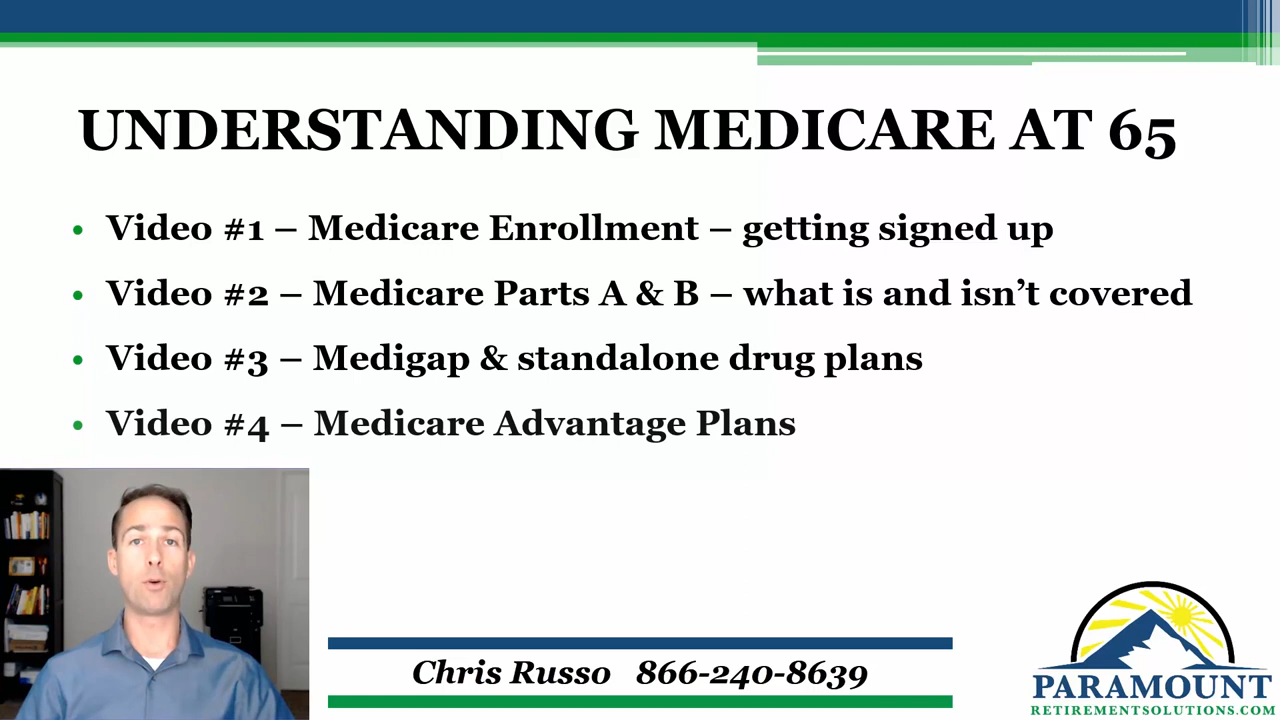 UNDERSTANDING MEDICARE AT 65
• Video #1 – Medicare Enrollment – getting signed up
• Video #2 – Medicare Parts A & B – what is and isn’t covered
• Video #3 – Medigap & standalone drug plans
• Video #4 – Medicare Advantage Plans
Chris Russo 866-240-8639
PARAMOUNT
RETIREMENTSOLUTIONS.COM